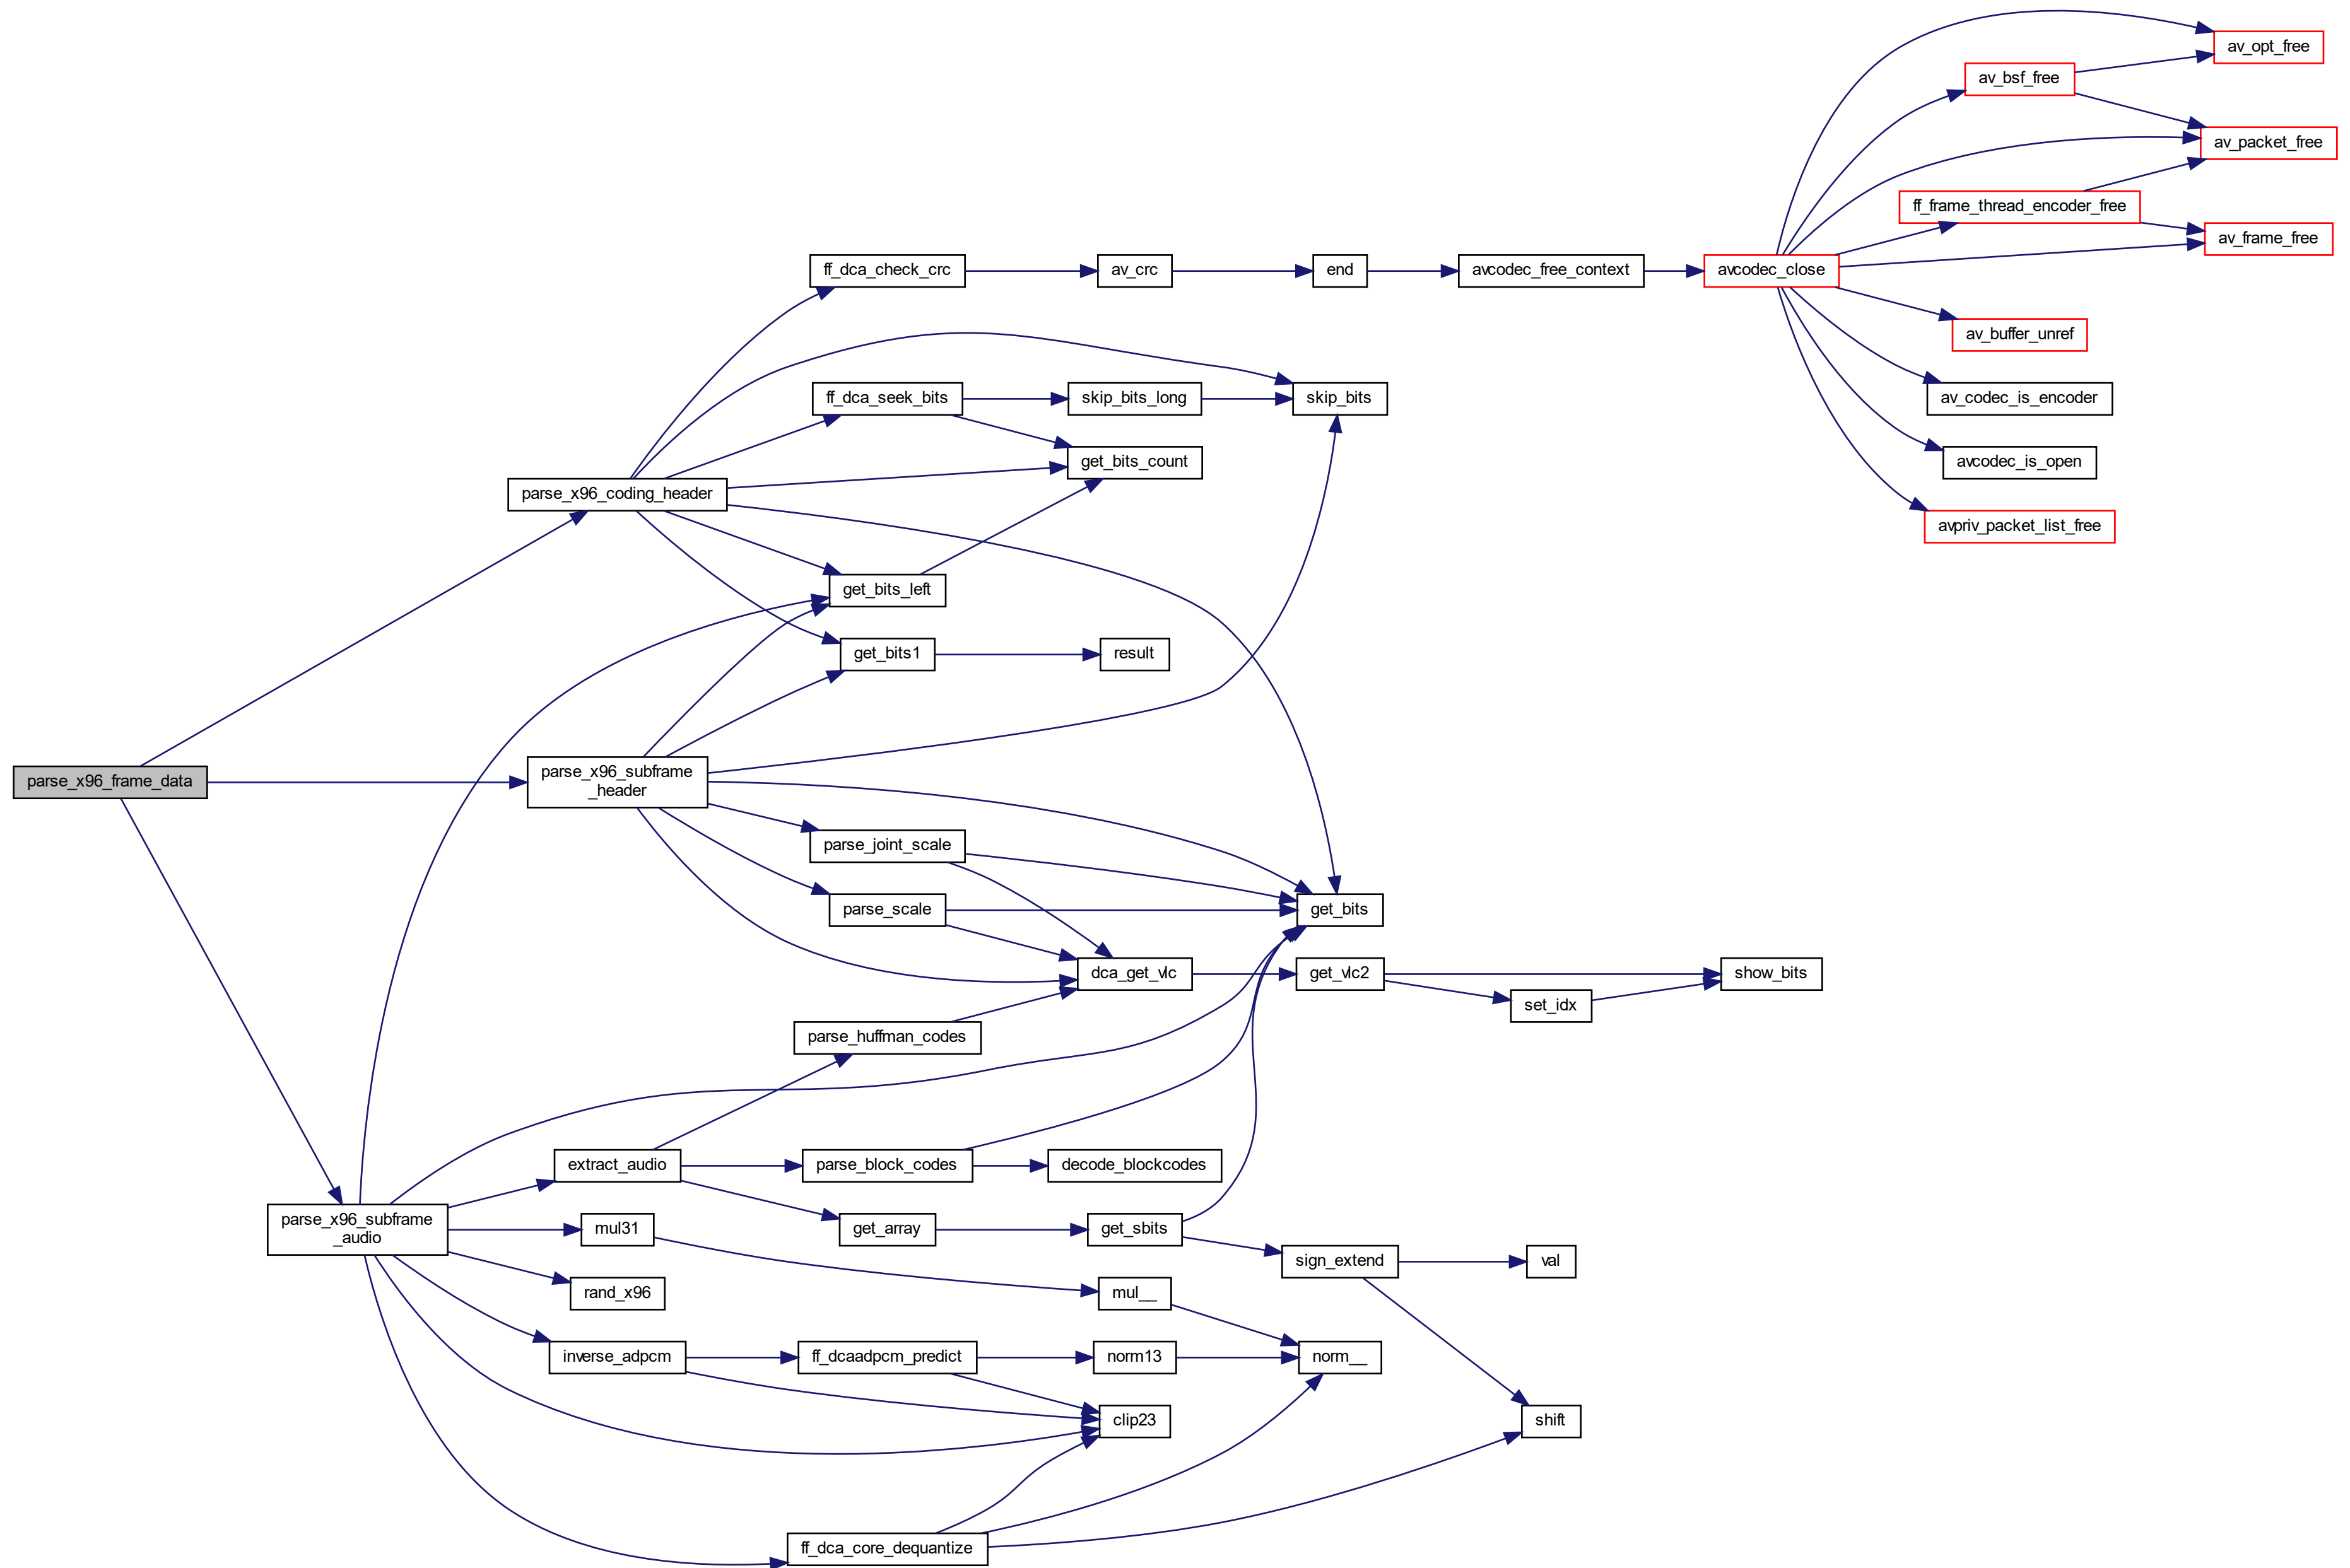 av_opt_free
av_bsf_free
av_packet_free
ff_frame_thread_encoder_free
av_frame_free
ff_dca_check_crc
av_crc
end
avcodec_free_context
avcodec_close
av_buffer_unref
ff_dca_seek_bits
skip_bits_long
skip_bits
av_codec_is_encoder
get_bits_count
avcodec_is_open
parse_x96_coding_header
avpriv_packet_list_free
get_bits_left
get_bits1
result
parse_x96_frame_data
parse_x96_subframe
_header
parse_joint_scale
parse_scale
get_bits
dca_get_vlc
get_vlc2
show_bits
set_idx
parse_huffman_codes
extract_audio
parse_block_codes
decode_blockcodes
parse_x96_subframe
_audio
mul31
get_array
get_sbits
sign_extend
val
rand_x96
mul__
inverse_adpcm
ff_dcaadpcm_predict
norm13
norm__
clip23
shift
ff_dca_core_dequantize